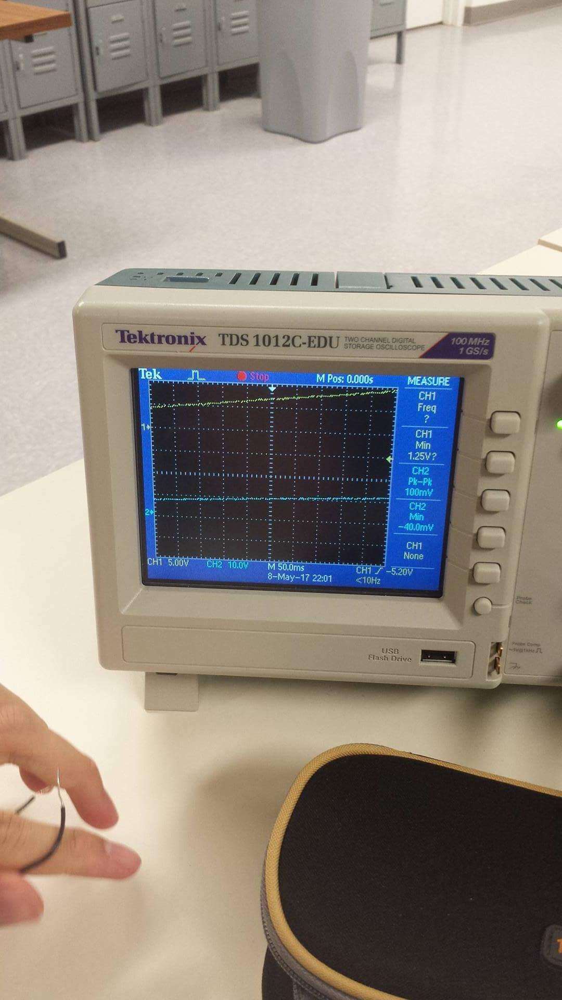 Tektronix TDS 1012C-EDU TWO CHANNEL DIGITAL
STORAGE OSCILLOSCOPE
100 MHz
1 GS/s
Tek Stop M Pos: 0.000s MEASURE
CH1
Freq
?
1
CH1
Min
1.25V?
CH2
Pk-Pk
100mV
2
CH2
Min
-40.0mV
CH1
None
CH1 5.00V CH2 10.0V M 50.0ms CH1 -5.20V
8-May-17 22:01 <10Hz
Probe
Check
USB
Flash Drive
Probe Comp
~5V@1kHz